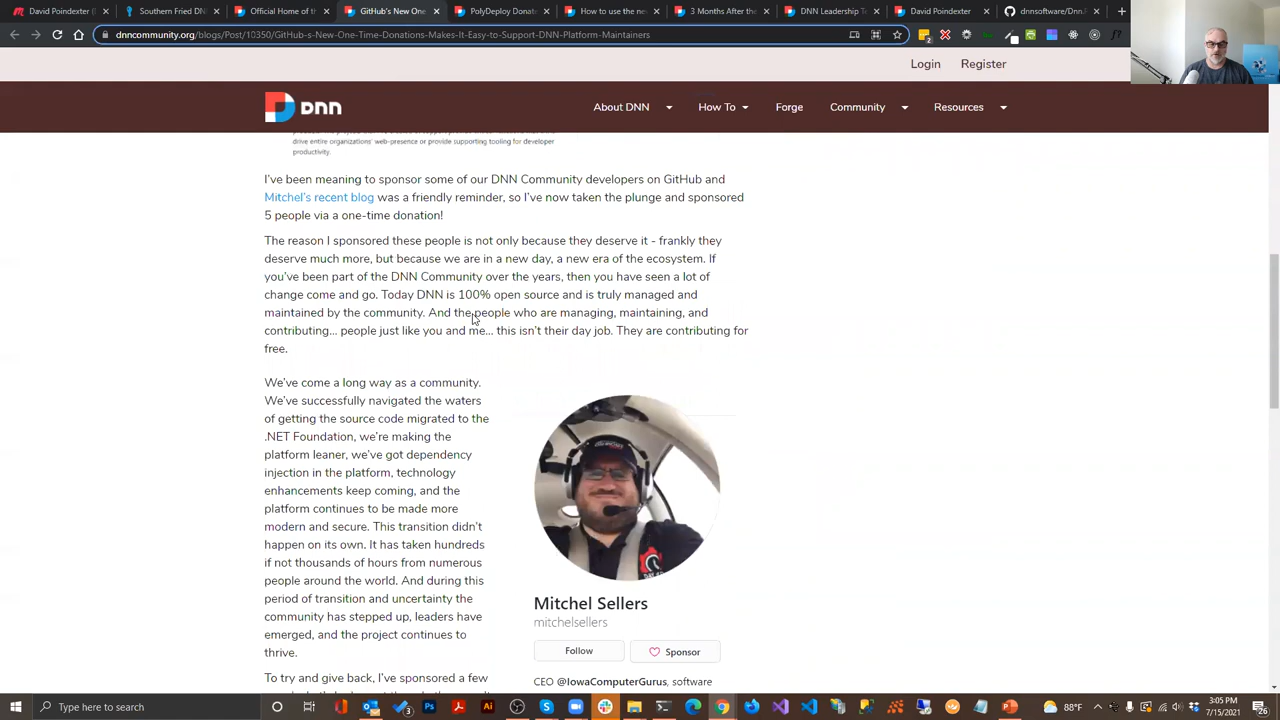 David Poindexter (
Southern Fried DN
Official Home of th
GitHub's New One
PolyDeploy Donat
How to use the ne
3 Months After the
DNN Leadership T
David Poindexter
dnnsoftware/Dnn.P
dnncommunity.org/blogs/Post/10350/GitHub-s-New-One-Time-Donations-Makes-It-Easy-to-Support-DNN-Platform-Maintainers
Login Register
dnn About DNN How To Forge Community Resources
drive entire organizations' web-presence or provide supporting tooling for developer
productivity.
I've been meaning to sponsor some of our DNN Community developers on GitHub and
Mitchel's recent blog was a friendly reminder, so I've now taken the plunge and sponsored
5 people via a one-time donation!
The reason I sponsored these people is not only because they deserve it - frankly they
deserve much more, but because we are in a new day, a new era of the ecosystem. If
you've been part of the DNN Community over the years, then you have seen a lot of
change come and go. Today DNN is 100% open source and is truly managed and
maintained by the community. And the people who are managing, maintaining, and
contributing... people just like you and me... this isn't their day job. They are contributing for
free.
We've come a long way as a community.
We've successfully navigated the waters
of getting the source code migrated to the
.NET Foundation, we're making the
platform leaner, we've got dependency
injection in the platform, technology
enhancements keep coming, and the
platform continues to be made more
modern and secure. This transition didn't
happen on its own. It has taken hundreds
if not thousands of hours from numerous
people around the world. And during this
period of transition and uncertainty the
community has stepped up, leaders have
emerged, and the project continues to
thrive.
To try and give back, I've sponsored a few
Mitchel Sellers
mitchelsellers
Follow Sponsor
CEO @IowaComputerGurus, software
Type here to search
88°F
3:05 PM
7/15/2021